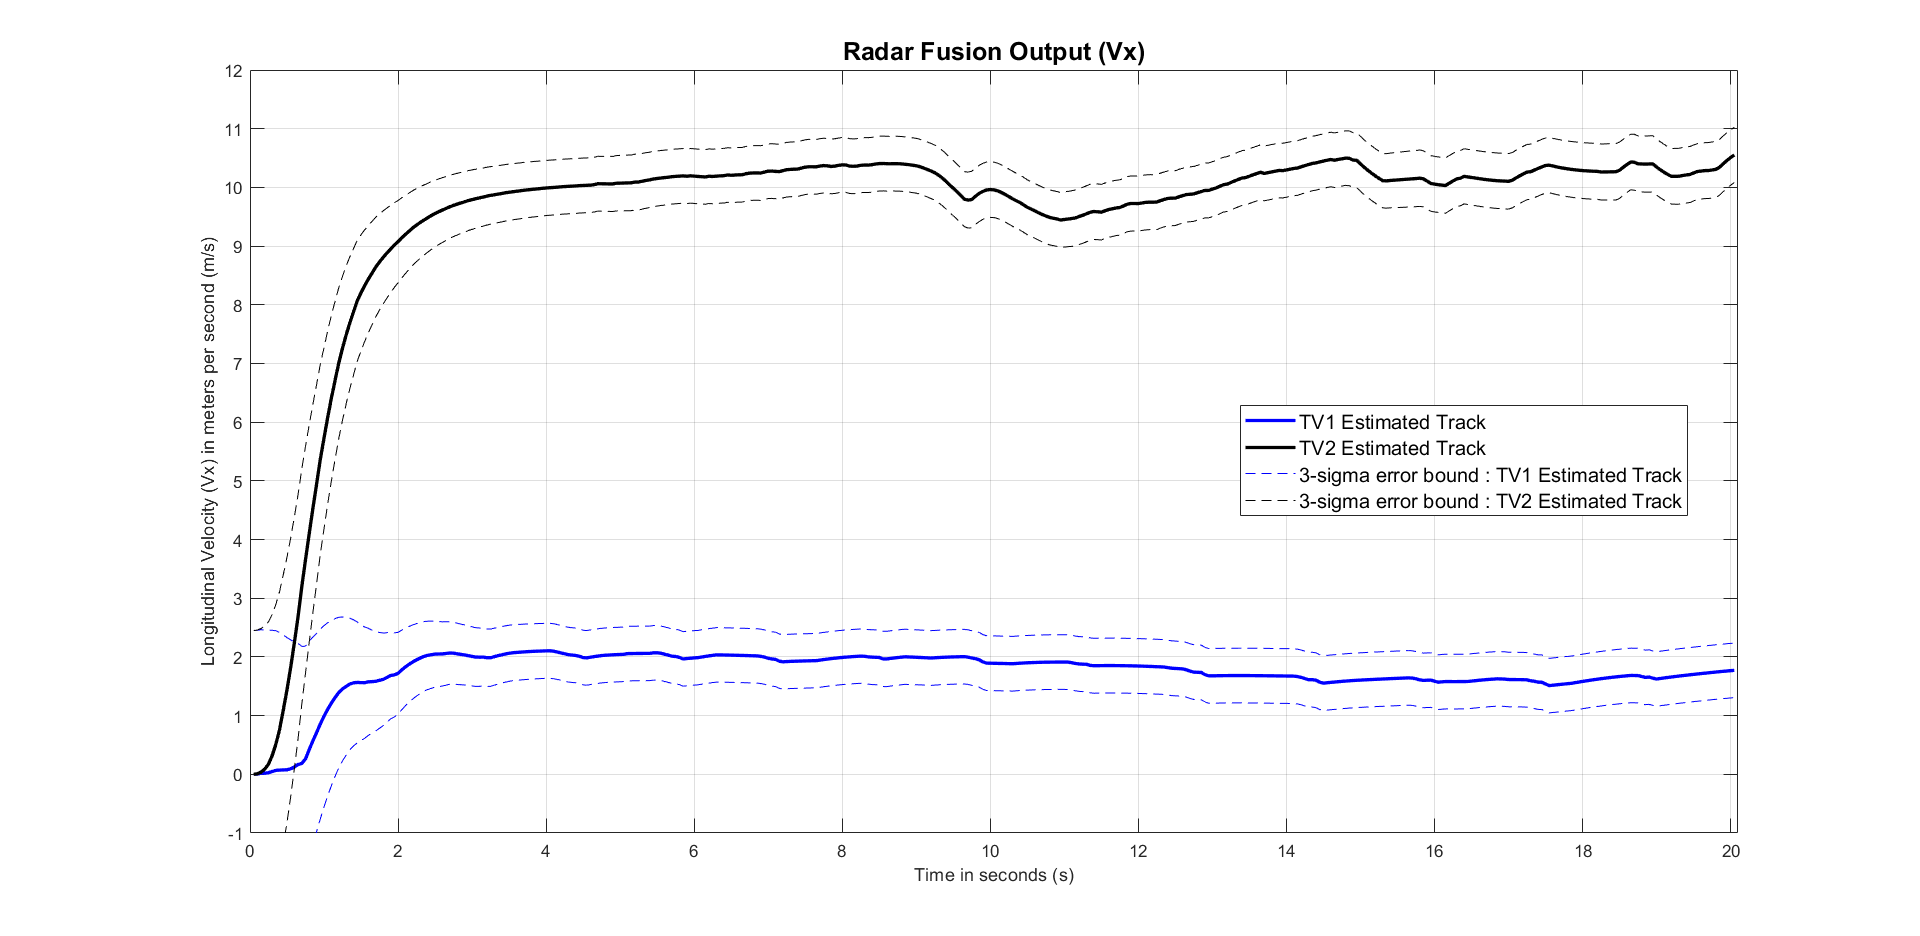 Radar Fusion Output (Vx)
12
11
10
9
8
7
6
5
4
3
2
1
0
-1
Longitudinal Velocity (Vx) in meters per second (m/s)
TV1 Estimated Track
TV2 Estimated Track
3-sigma error bound : TV1 Estimated Track
3-sigma error bound : TV2 Estimated Track
0 2 4 6 8 10 12 14 16 18 20
Time in seconds (s)